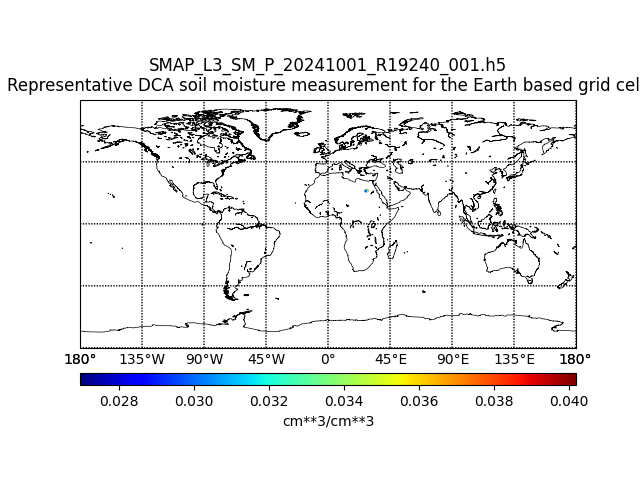 SMAP_L3_SM_P_20241001_R19240_001.h5
Representative DCA soil moisture measurement for the Earth based grid cel
180° 135°W 90°W 45°W 0° 45°E 90°E 135°E 180°
0.028 0.030 0.032 0.034 0.036 0.038 0.040
cm**3/cm**3